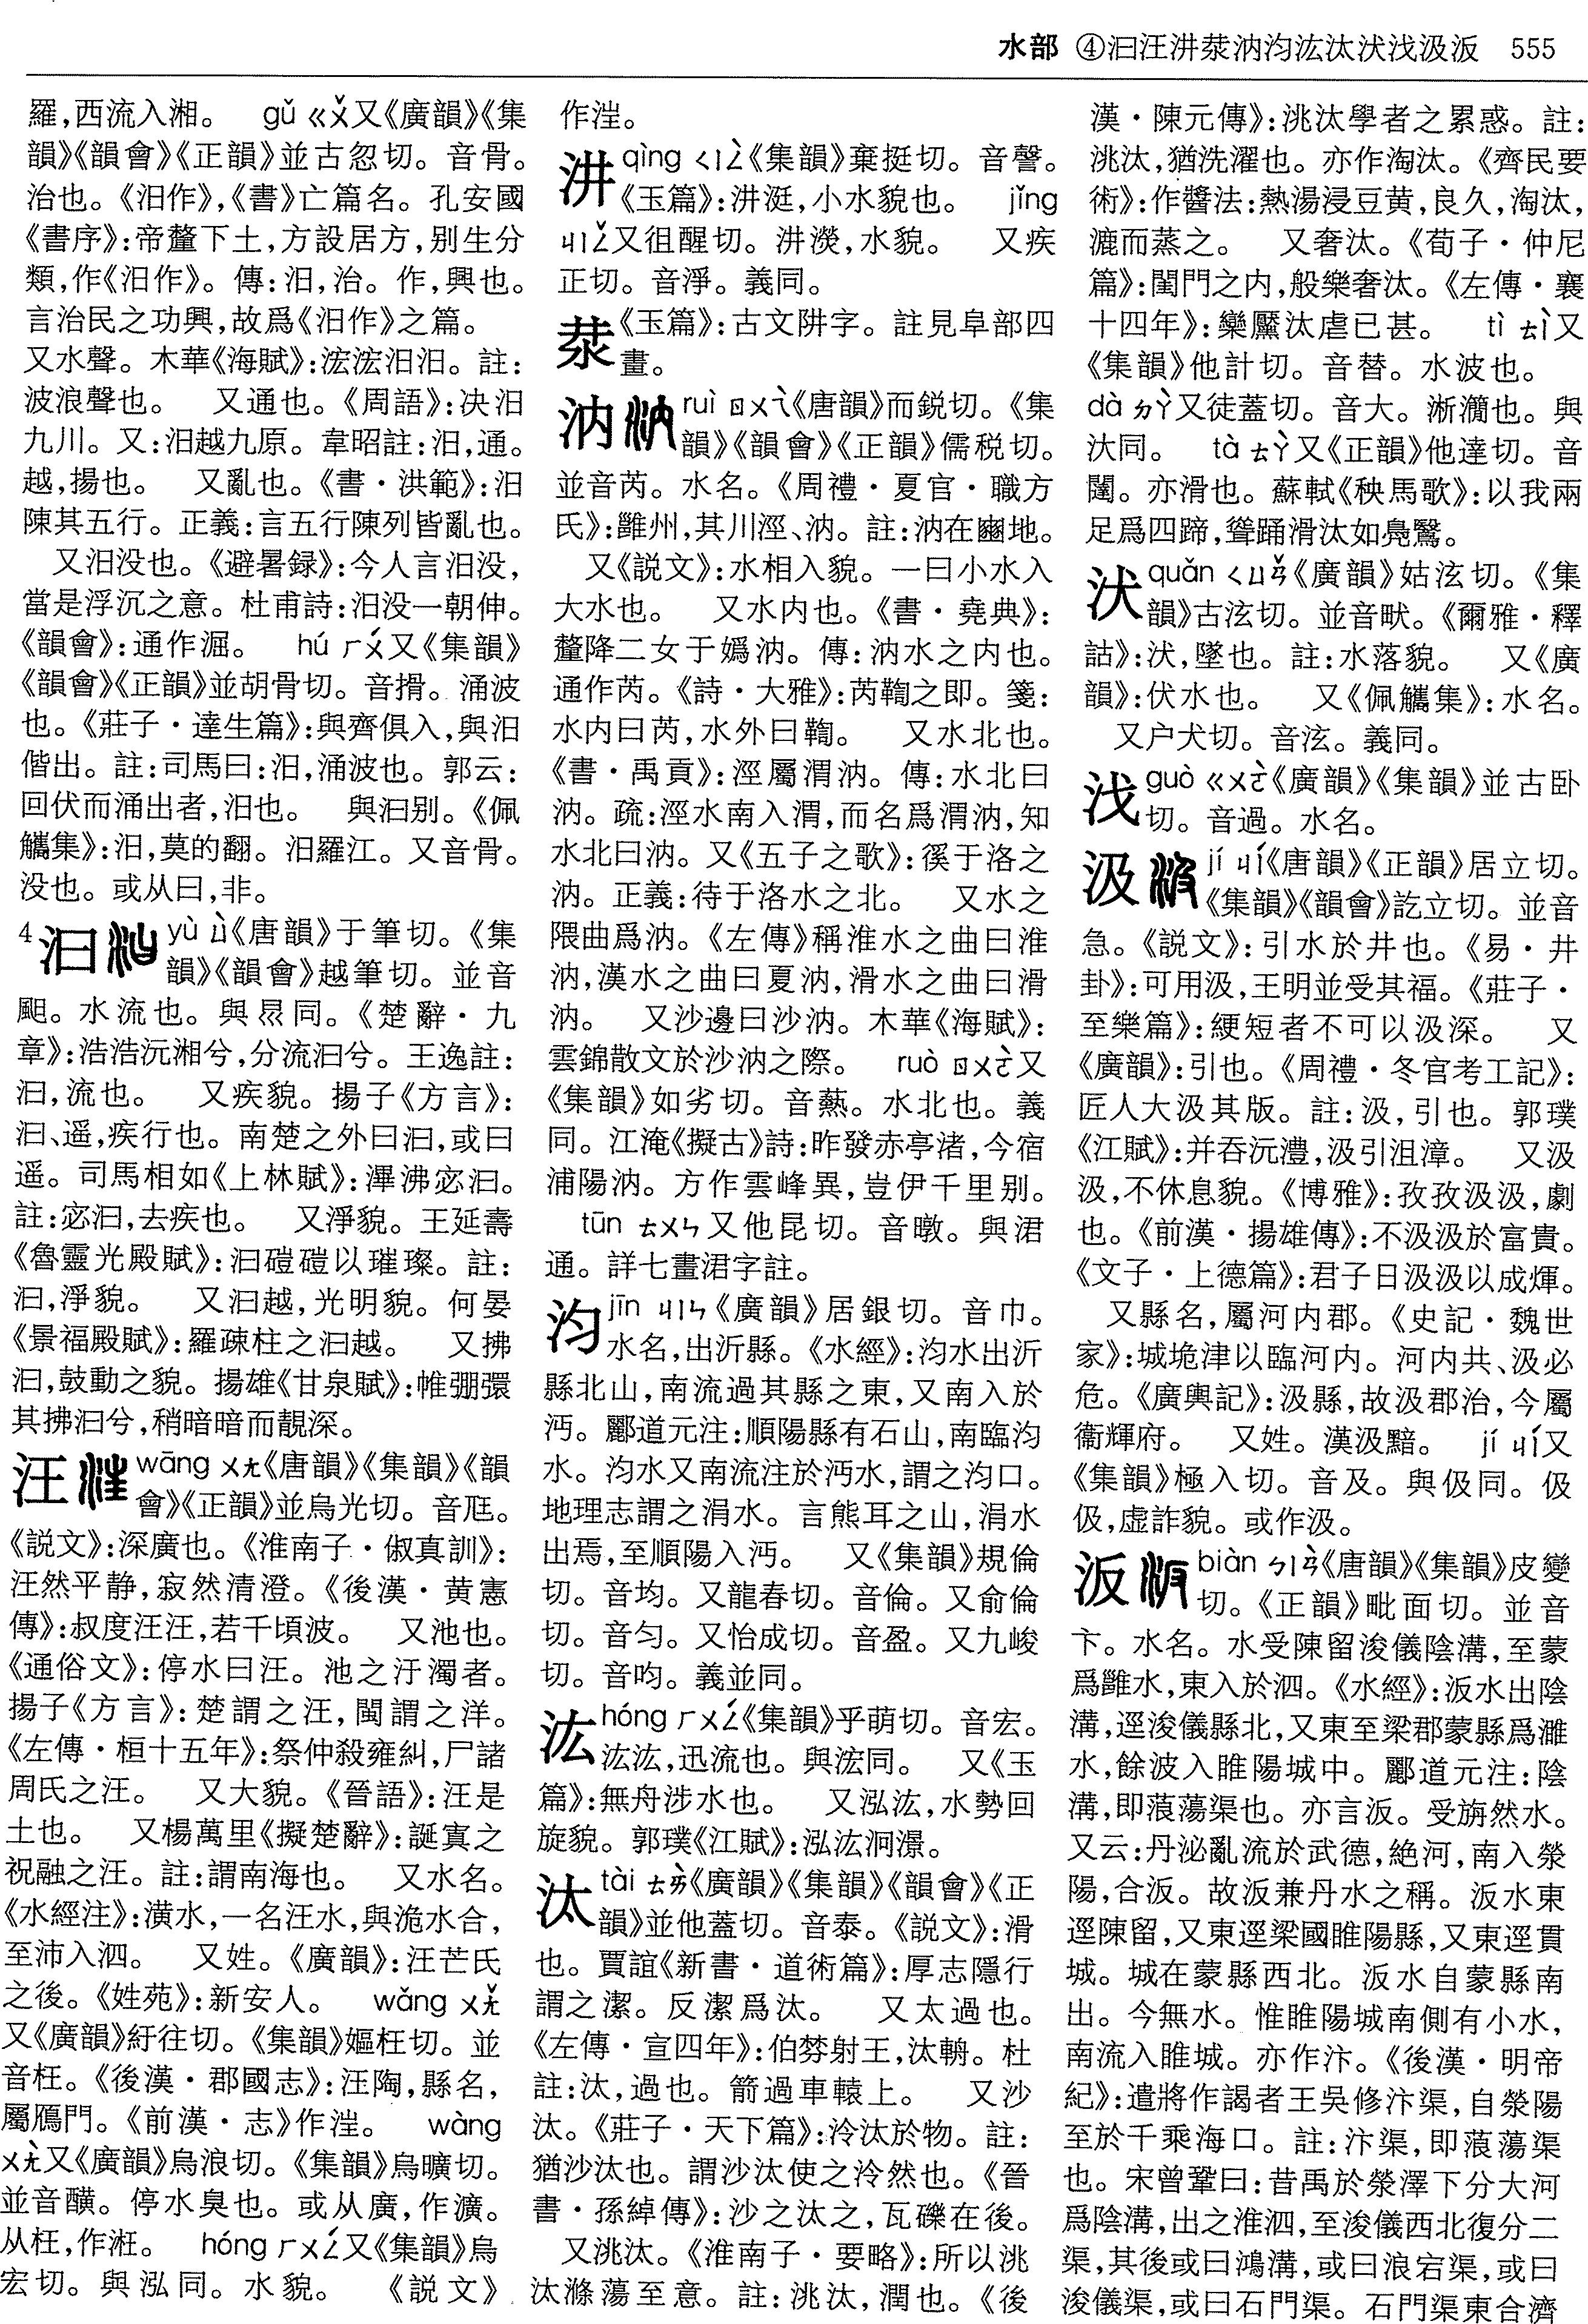 水部 ④汩汪汫汬汭汮汯汰汱汷汲汳 555
羅,西流入湘。 gǔ ㄍㄨˇ又《廣韻》《集
韻》《韻會》《正韻》並古忽切。音骨。
治也。《汩作》,《書》亡篇名。孔安國
《書序》:帝釐下土,方設居方,别生分
類,作《汩作》。傳:汩,治。作,興也。
言治民之功興,故爲《汩作》之篇。
又水聲。木華《海賦》:浤浤汩汩。註:
波浪聲也。 又通也。《周語》:决汩
九川。又:汩越九原。韋昭註:汩,通。
越,揚也。 又亂也。《書·洪範》:汩
陳其五行。正義:言五行陳列皆亂也。
又汩没也。《避暑録》:今人言汩没,
當是浮沉之意。杜甫詩:汩没一朝伸。
《韻會》:通作淈。 hú ㄏㄨˊ又《集韻》
《韻會》《正韻》並胡骨切。音搰。涌波
也。《莊子·達生篇》:與齊俱入,與汩
偕出。註:司馬曰:汩,涌波也。郭云:
回伏而涌出者,汩也。 與汨别。《佩
觿集》:汨,莫的翻。汨羅江。又音骨。
没也。或从曰,非。
4 汩 yù ㄩˋ《唐韻》于筆切。《集
韻》《韻會》越筆切。並音
颶。水流也。與㶟同。《楚辭·九
章》:浩浩沅湘兮,分流汩兮。王逸註:
汩,流也。 又疾貌。揚子《方言》:
汩、遥,疾行也。南楚之外曰汩,或曰
遥。司馬相如《上林賦》:滭沸宓汩。
註:宓汩,去疾也。 又淨貌。王延壽
《魯靈光殿賦》:汩磑磑以璀璨。註:
汩,淨貌。 又汩越,光明貌。何晏
《景福殿賦》:羅疎柱之汩越。 又拂
汩,鼓動之貌。揚雄《甘泉賦》:帷弸彋
其拂汩兮,稍暗暗而靚深。
汪 wāng ㄨㄤ《唐韻》《集韻》《韻
會》《正韻》並烏光切。音尩。
《説文》:深廣也。《淮南子·俶真訓》:
汪然平静,寂然清澄。《後漢·黄憲
傳》:叔度汪汪,若千頃波。 又池也。
《通俗文》:停水曰汪。池之汙濁者。
揚子《方言》:楚謂之汪,閩謂之洋。
《左傳·桓十五年》:祭仲殺雍糾,尸諸
周氏之汪。 又大貌。《晉語》:汪是
土也。 又楊萬里《擬楚辭》:誕寘之
祝融之汪。註:謂南海也。 又水名。
《水經注》:潢水,一名汪水,與洈水合,
至沛入泗。 又姓。《廣韻》:汪芒氏
之後。《姓苑》:新安人。 wǎng ㄨㄤˇ
又《廣韻》紆往切。《集韻》嫗枉切。並
音枉。《後漢·郡國志》:汪陶,縣名,
屬鴈門。《前漢·志》作洼。 wàng
ㄨㄤˋ又《廣韻》烏浪切。《集韻》烏曠切。
並音䤑。停水臭也。或从廣,作瀇。
从枉,作㳹。 hóng ㄏㄨㄥˊ又《集韻》烏
宏切。與泓同。水貌。 《説文》
作㴏。
汫 qìng ㄑㄧㄥˋ《集韻》棄挺切。音謦。
《玉篇》:汫涏,小水貌也。 jǐng
ㄐㄧㄥˇ又徂醒切。汫濙,水貌。 又疾
正切。音淨。義同。
汬 《玉篇》:古文阱字。註見阜部四
畫。
汭 ruì ㄖㄨㄟˋ《唐韻》而鋭切。《集
韻》《韻會》《正韻》儒税切。
並音芮。水名。《周禮·夏官·職方
氏》:雝州,其川涇、汭。註:汭在豳地。
又《説文》:水相入貌。一曰小水入
大水也。 又水内也。《書·堯典》:
釐降二女于嬀汭。傳:汭水之内也。
通作芮。《詩·大雅》:芮鞫之即。箋:
水内曰芮,水外曰鞫。 又水北也。
《書·禹貢》:涇屬渭汭。傳:水北曰
汭。疏:涇水南入渭,而名爲渭汭,知
水北曰汭。又《五子之歌》:徯于洛之
汭。正義:待于洛水之北。 又水之
隈曲爲汭。《左傳》稱淮水之曲曰淮
汭,漢水之曲曰夏汭,滑水之曲曰滑
汭。 又沙邊曰沙汭。木華《海賦》:
雲錦散文於沙汭之際。 ruò ㄖㄨㄛˋ又
《集韻》如劣切。音爇。水北也。義
同。江淹《擬古》詩:昨發赤亭渚,今宿
浦陽汭。方作雲峰異,豈伊千里别。
tūn ㄊㄨㄣ又他昆切。音暾。與涒
通。詳七畫涒字註。
汮 jīn ㄐㄧㄣ《廣韻》居銀切。音巾。
水名,出沂縣。《水經》:汮水出沂
縣北山,南流過其縣之東,又南入於
沔。酈道元注:順陽縣有石山,南臨汮
水。汮水又南流注於沔水,謂之汮口。
地理志謂之涓水。言熊耳之山,涓水
出焉,至順陽入沔。 又《集韻》規倫
切。音均。又龍春切。音倫。又俞倫
切。音匀。又怡成切。音盈。又九峻
切。音呁。義並同。
汯 hóng ㄏㄨㄥˊ《集韻》乎萌切。音宏。
汯汯,迅流也。與浤同。 又《玉
篇》:無舟涉水也。 又泓汯,水勢回
旋貌。郭璞《江賦》:泓汯浻澋。
汰 tài ㄊㄞˋ《廣韻》《集韻》《韻會》《正
韻》並他蓋切。音泰。《説文》:滑
也。賈誼《新書·道術篇》:厚志隱行
謂之潔。反潔爲汰。 又太過也。
《左傳·宣四年》:伯棼射王,汰輈。杜
註:汰,過也。箭過車轅上。 又沙
汰。《莊子·天下篇》:泠汰於物。註:
猶沙汰也。謂沙汰使之泠然也。《晉
書·孫綽傳》:沙之汰之,瓦礫在後。
又洮汰。《淮南子·要略》:所以洮
汰滌蕩至意。註:洮汰,潤也。《後
漢·陳元傳》:洮汰學者之累惑。註:
洮汰,猶洗濯也。亦作淘汰。《齊民要
術》:作醬法:熱湯浸豆黄,良久,淘汰,
漉而蒸之。 又奢汰。《荀子·仲尼
篇》:閨門之内,般樂奢汰。《左傳·襄
十四年》:欒黶汰虐已甚。 tì ㄊㄧˋ又
《集韻》他計切。音替。水波也。
dà ㄉㄚˋ又徒蓋切。音大。淅㵝也。與
汏同。 tà ㄊㄚˋ又《正韻》他達切。音
闥。亦滑也。蘇軾《秧馬歌》:以我兩
足爲四蹄,聳踊滑汰如鳧鷖。
汱 quǎn ㄑㄩㄢˇ《廣韻》姑泫切。《集
韻》古泫切。並音畎。《爾雅·釋
詁》:汱,墜也。註:水落貌。 又《廣
韻》:伏水也。 又《佩觿集》:水名。
又户犬切。音泫。義同。
汷 guò ㄍㄨㄛˋ《廣韻》《集韻》並古卧
切。音過。水名。
汲 jí ㄐㄧˊ《唐韻》《正韻》居立切。
《集韻》《韻會》訖立切。並音
急。《説文》:引水於井也。《易·井
卦》:可用汲,王明並受其福。《莊子·
至樂篇》:綆短者不可以汲深。 又
《廣韻》:引也。《周禮·冬官考工記》:
匠人大汲其版。註:汲,引也。郭璞
《江賦》:并吞沅澧,汲引沮漳。 又汲
汲,不休息貌。《博雅》:孜孜汲汲,劇
也。《前漢·揚雄傳》:不汲汲於富貴。
《文子·上德篇》:君子日汲汲以成煇。
又縣名,屬河内郡。《史記·魏世
家》:城垝津以臨河内。河内共、汲必
危。《廣輿記》:汲縣,故汲郡治,今屬
衞輝府。 又姓。漢汲黯。 jí ㄐㄧˊ又
《集韻》極入切。音及。與伋同。伋
伋,虚詐貌。或作汲。
汳 biàn ㄅㄧㄢˋ《唐韻》《集韻》皮變
切。《正韻》毗面切。並音
卞。水名。水受陳留浚儀陰溝,至蒙
爲雝水,東入於泗。《水經》:汳水出陰
溝,逕浚儀縣北,又東至梁郡蒙縣爲濉
水,餘波入睢陽城中。酈道元注:陰
溝,即蒗蕩渠也。亦言汳。受旃然水。
又云:丹泌亂流於武德,絶河,南入滎
陽,合汳。故汳兼丹水之稱。汳水東
逕陳留,又東逕梁國睢陽縣,又東逕貫
城。城在蒙縣西北。汳水自蒙縣南
出。今無水。惟睢陽城南側有小水,
南流入睢城。亦作汴。《後漢·明帝
紀》:遣將作謁者王吳修汴渠,自滎陽
至於千乘海口。註:汴渠,即蒗蕩渠
也。宋曾鞏曰:昔禹於滎澤下分大河
爲陰溝,出之淮泗,至浚儀西北復分二
渠,其後或曰鴻溝,或曰浪宕渠,或曰
浚儀渠,或曰石門渠。石門渠東合濟